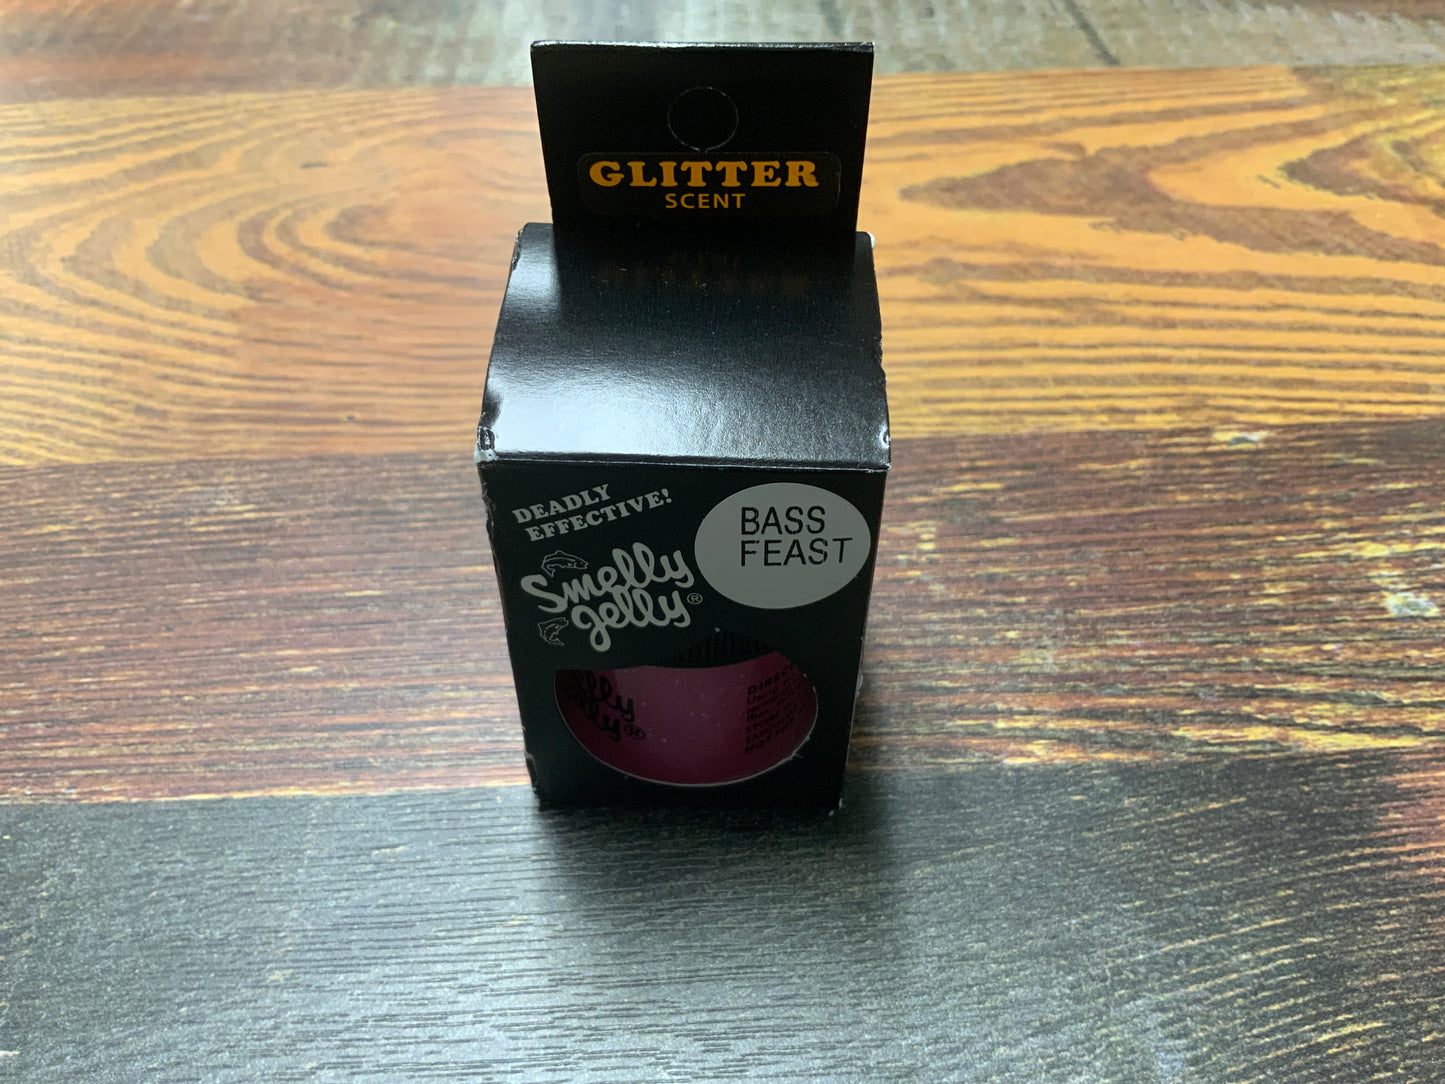 GLITTER
SCENT
DEADLY
EFFECTIVE!
BASS
FEAST
Smelly
Jelly®